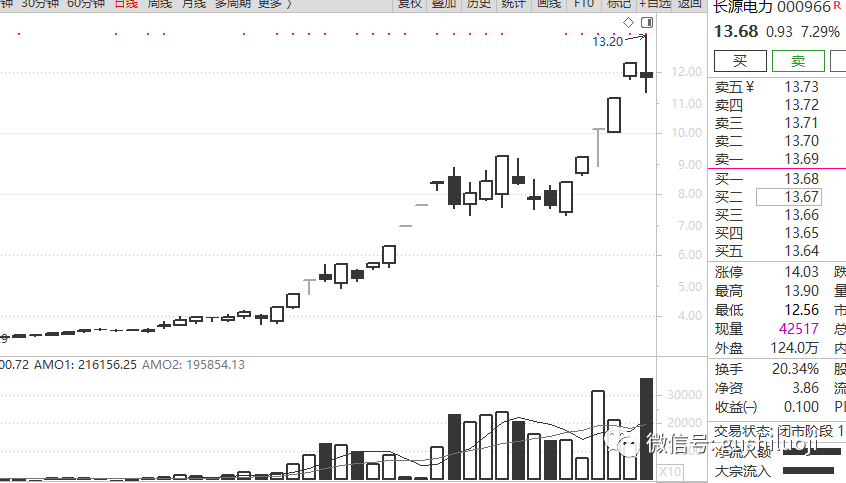 钟 30分钟 60分钟 日线 周线 月线 多周期 更多 〉 复权 叠加 历史 统计 画线 F10 标记 +自选 返回
长源电力 000966 R
13.68 0.93 7.29%
买 卖
13.20
卖五 ¥ 13.73
卖四 13.72
卖三 13.71
卖二 13.70
卖一 13.69
买一 13.68
买二 13.67
买三 13.66
买四 13.65
买五 13.64
12.00
11.00
10.00
9.00
8.00
7.00
6.00
5.00
4.00
9
涨停 14.03 跌
最高 13.90 量
最低 12.56 市
现量 42517 总
外盘 124.0万 内
换手 20.34% 股
净资 3.86 流
收益㈠ 0.100 PE
00.72 AMO1: 216156.25 AMO2: 195854.13
30000
20000
X10
交易状态: 闭市阶段 1
净流入额
大宗流入
微信号: gushiluoji